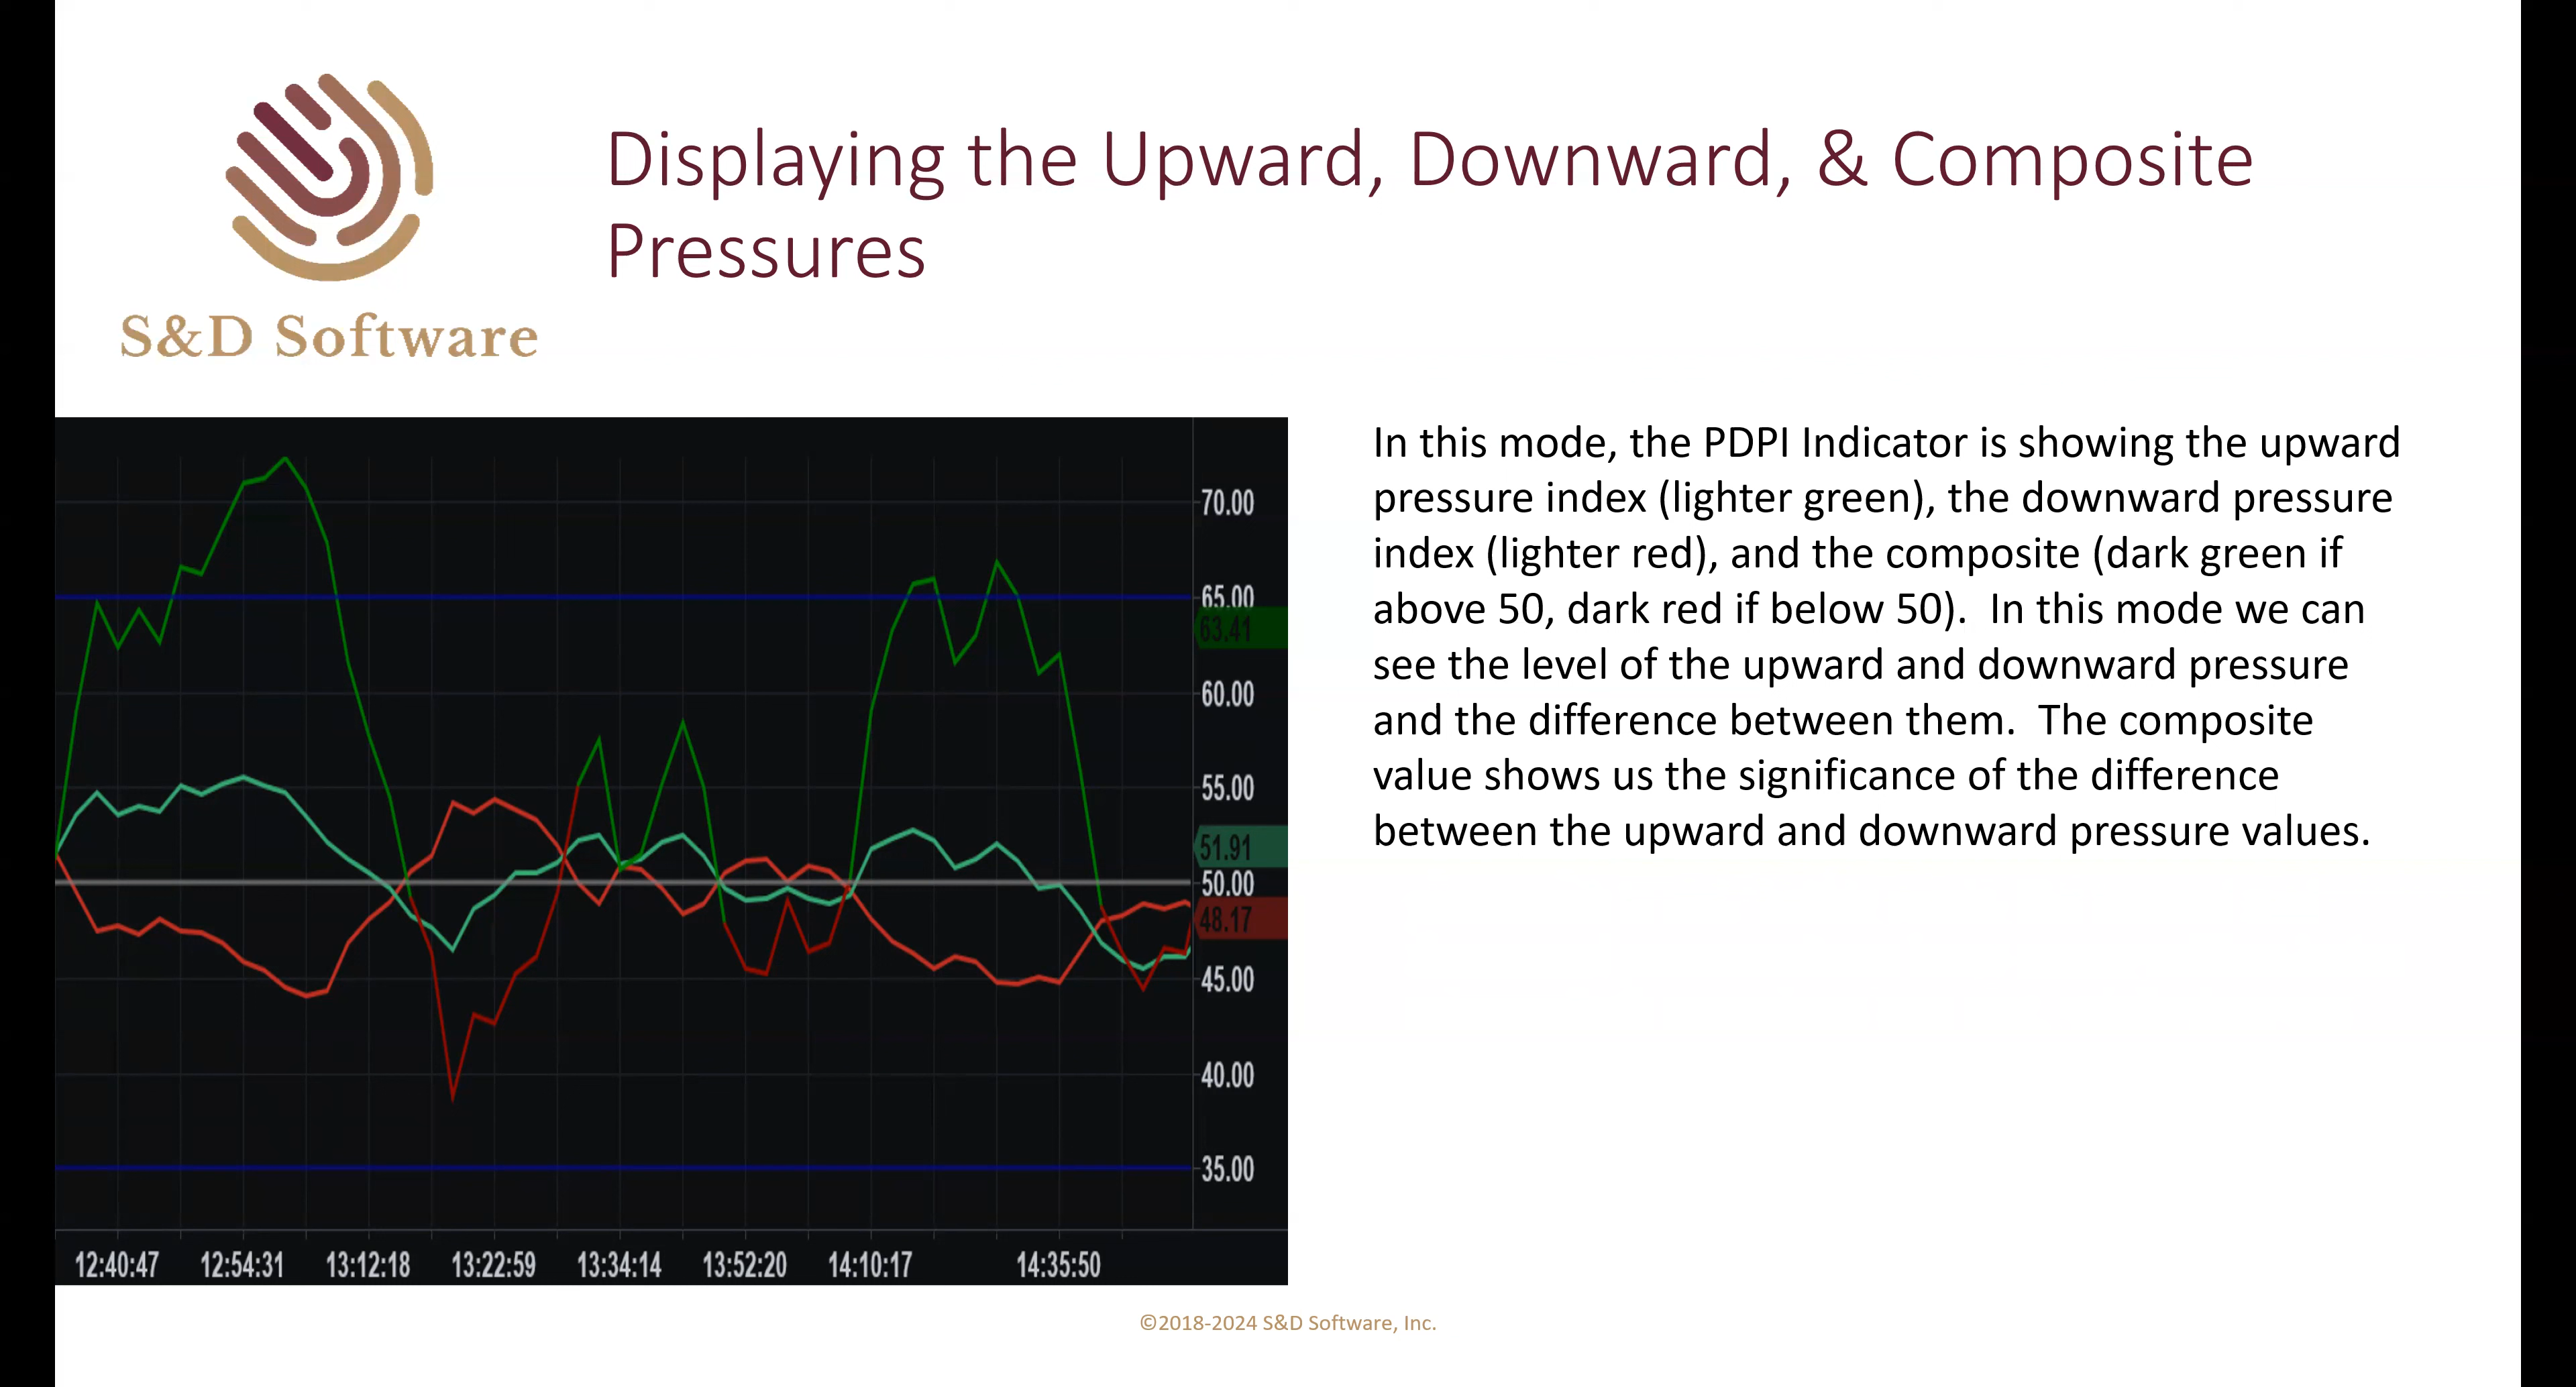 Displaying the Upward, Downward, & Composite
Pressures
S&D Software
In this mode, the PDPI Indicator is showing the upward
pressure index (lighter green), the downward pressure
index (lighter red), and the composite (dark green if
above 50, dark red if below 50).  In this mode we can
see the level of the upward and downward pressure
and the difference between them.  The composite
value shows us the significance of the difference
between the upward and downward pressure values.
70.00
65.00
63.41
60.00
55.00
51.91
50.00
48.17
45.00
40.00
35.00
12:40:47 12:54:31 13:12:18 13:22:59 13:34:14 13:52:20 14:10:17 14:35:50
©2018-2024 S&D Software, Inc.